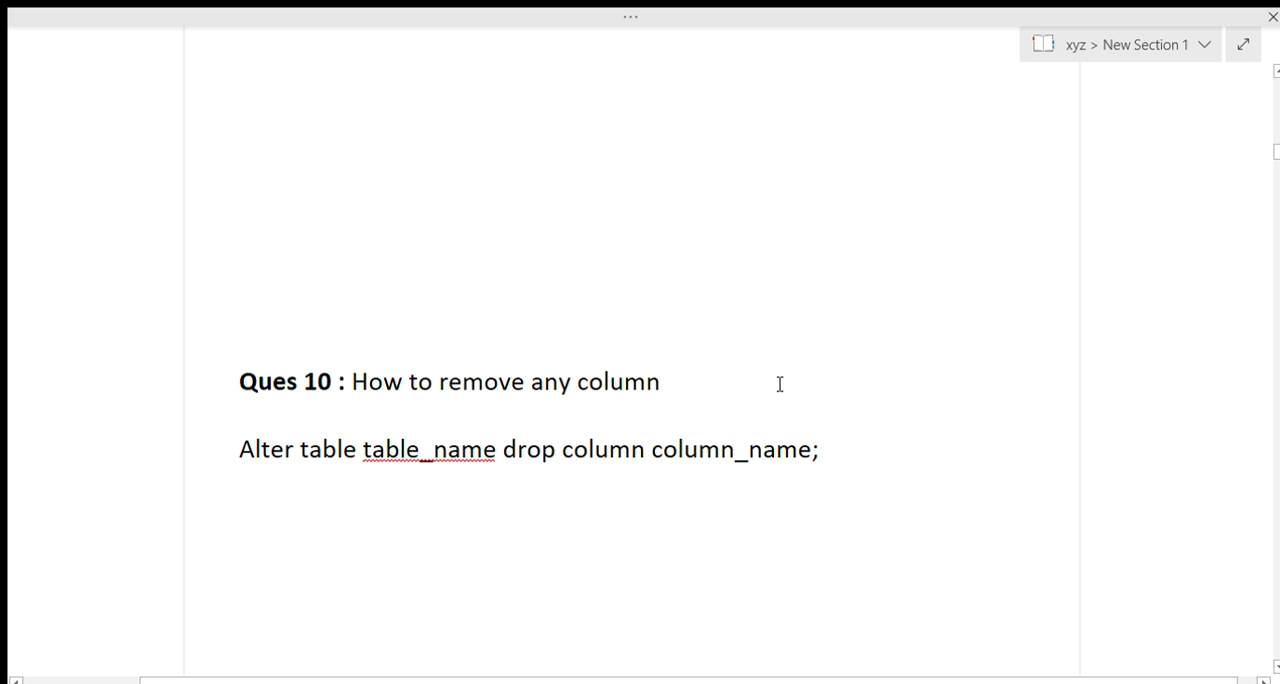 xyz > New Section 1
Ques 10 : How to remove any column
Alter table table_name drop column column_name;